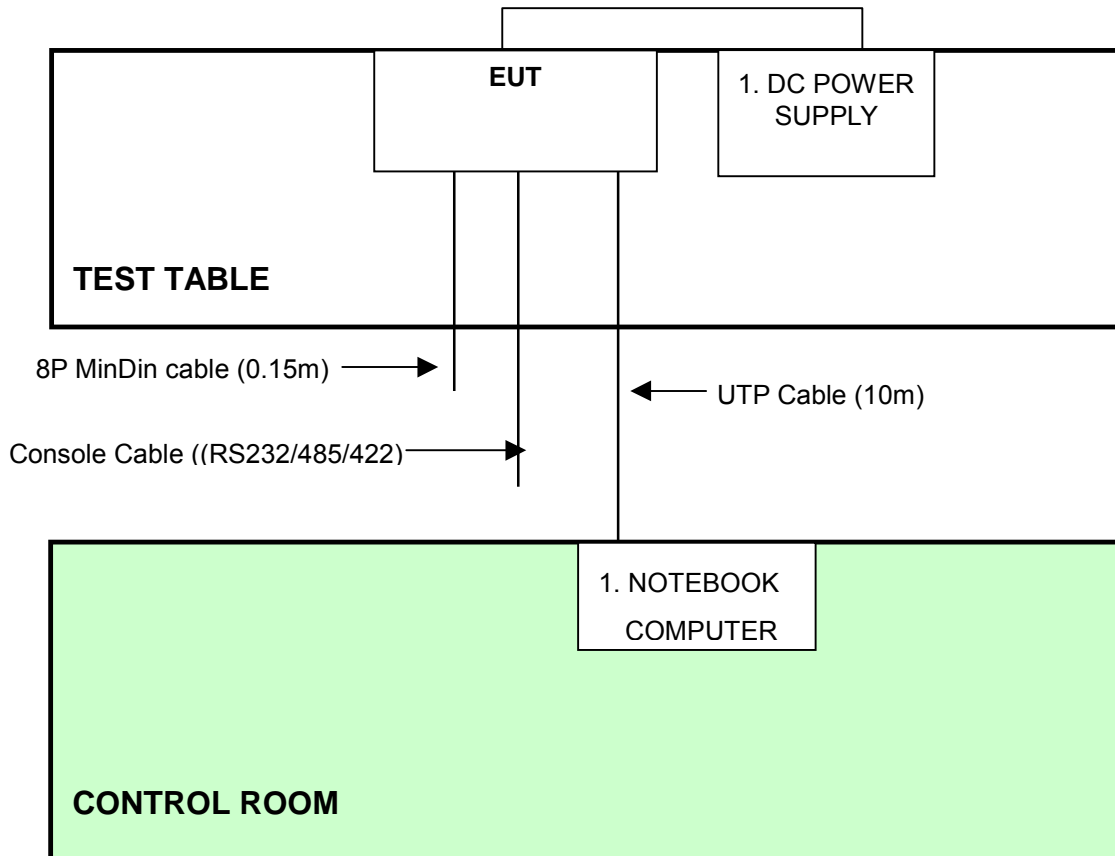 EUT
1. DC POWER
SUPPLY
TEST TABLE
8P MinDin cable (0.15m)
UTP Cable (10m)
Console Cable ((RS232/485/422)
1. NOTEBOOK
COMPUTER
CONTROL ROOM